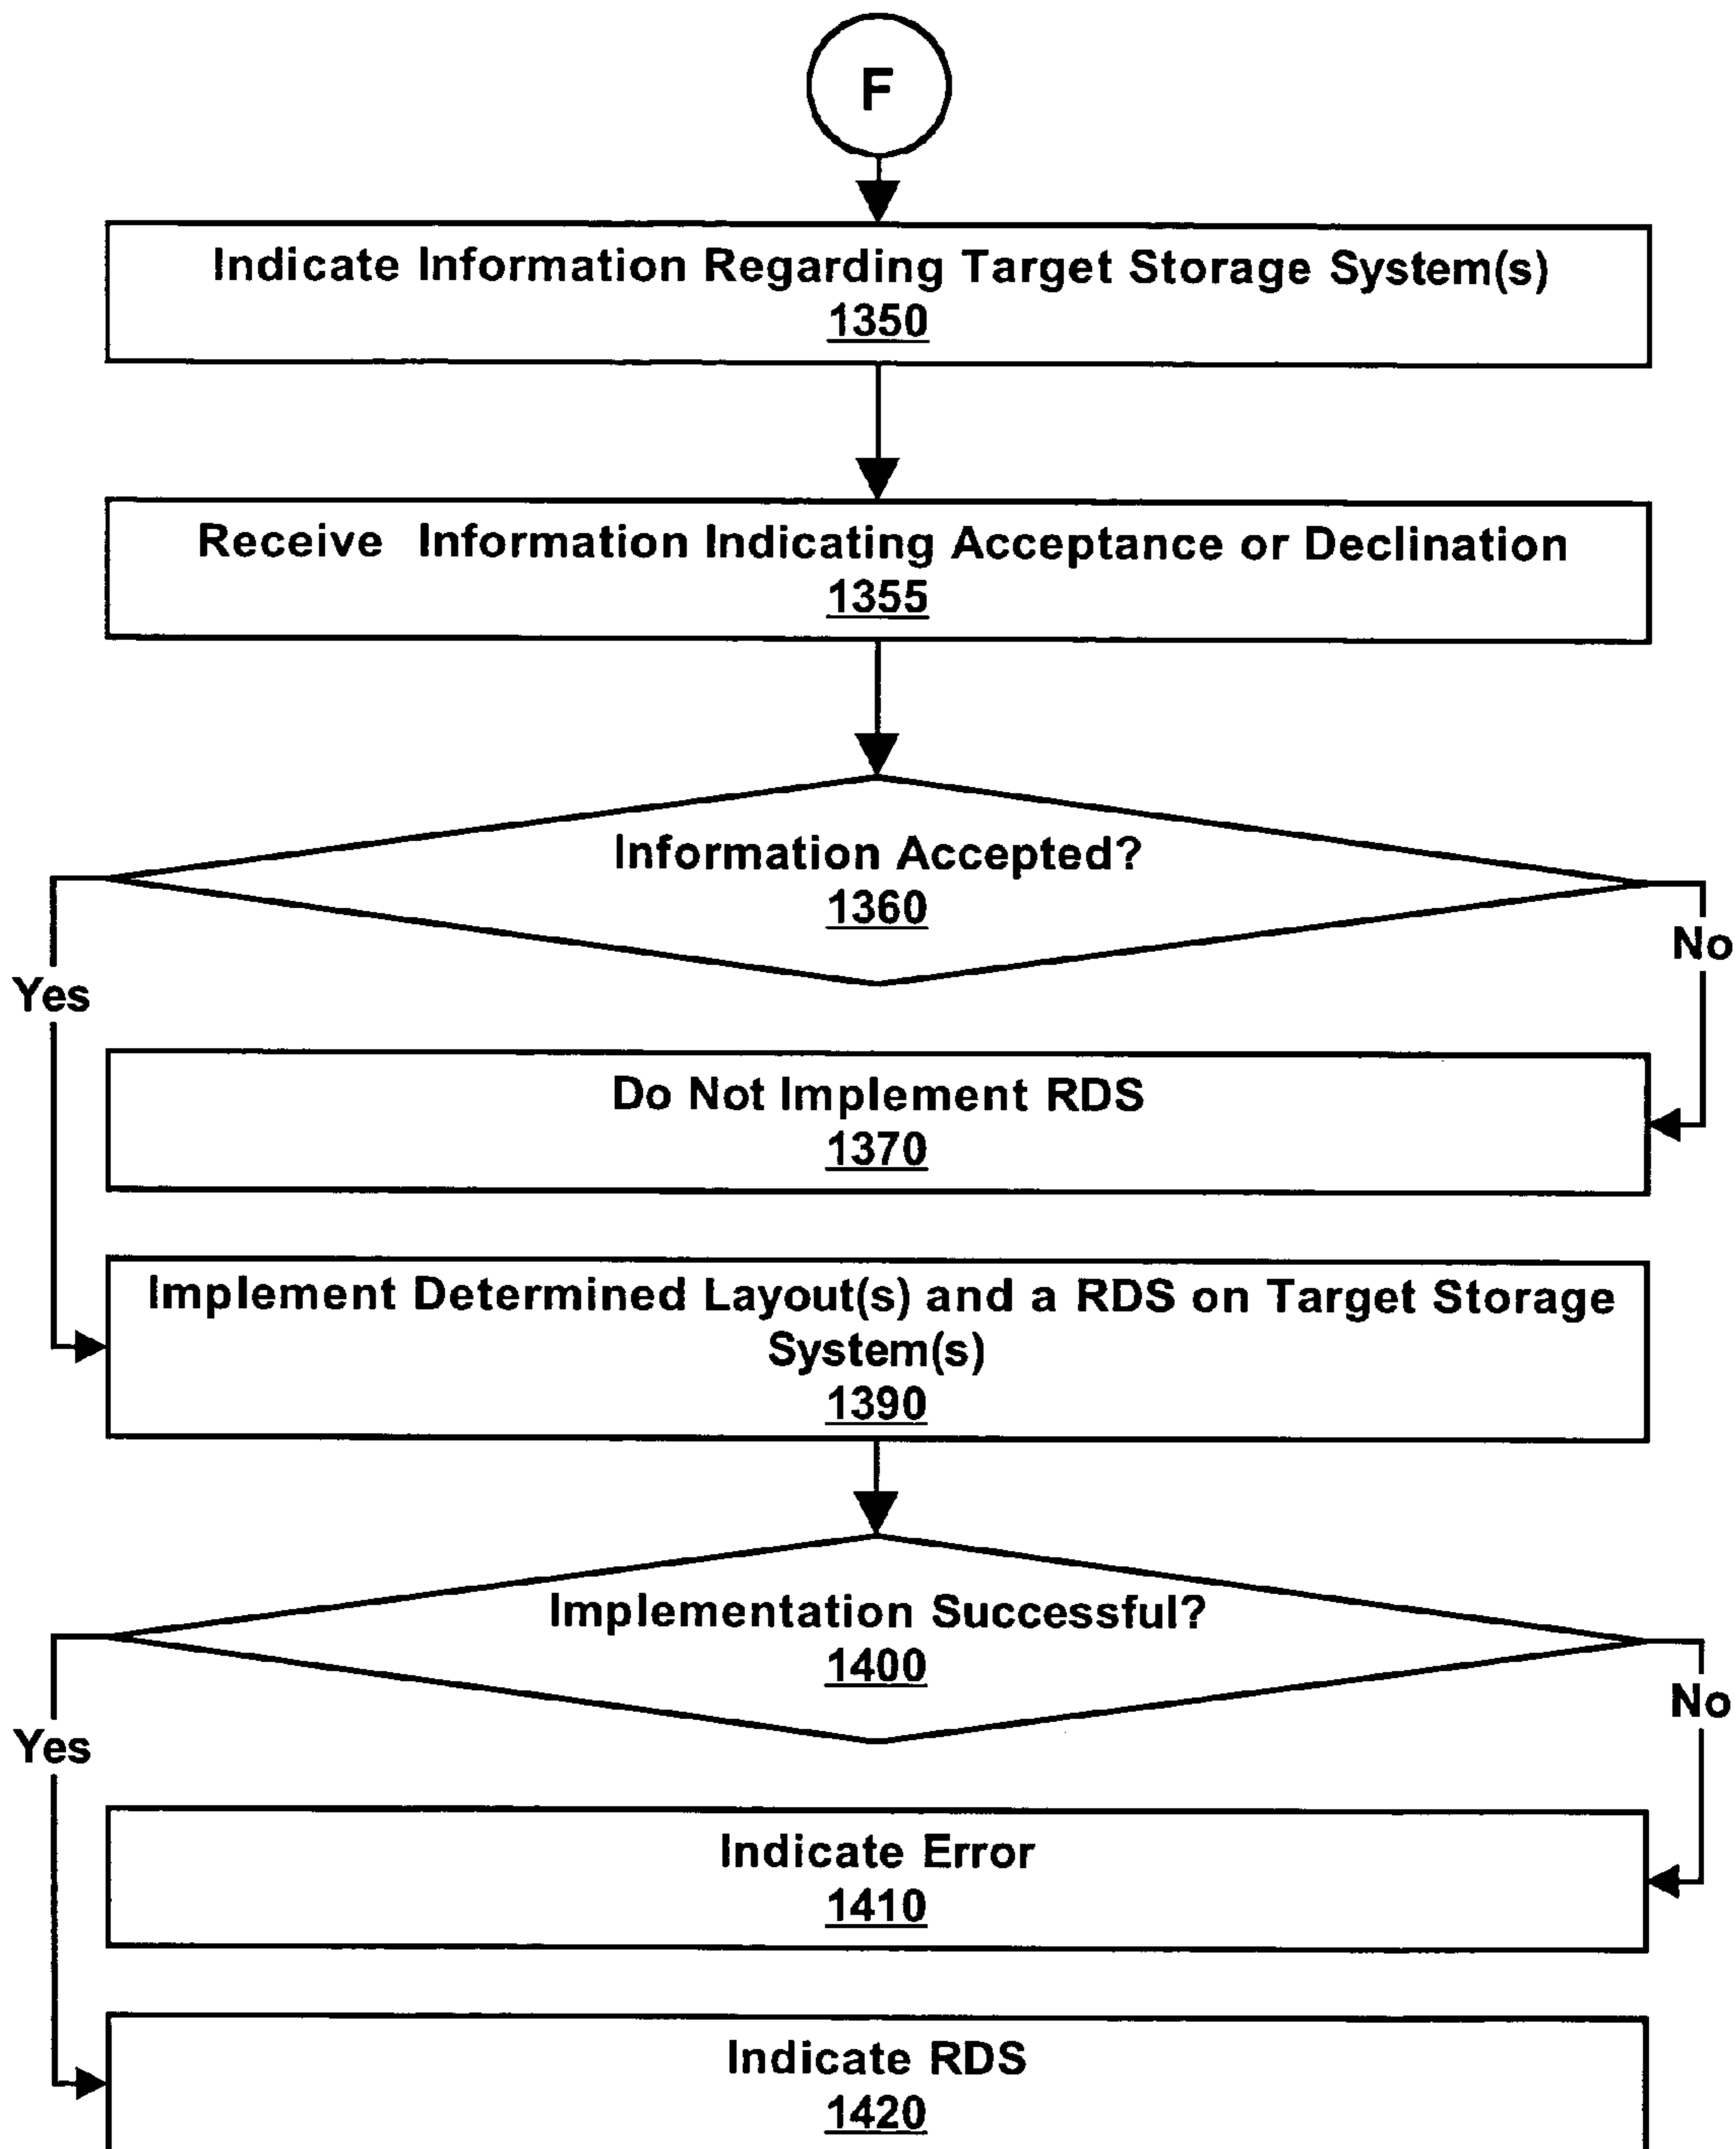 F
Indicate Information Regarding Target Storage System(s)
1350
Receive Information Indicating Acceptance or Declination
1355
Information Accepted?
1360
No
Yes
Do Not Implement RDS
1370
Implement Determined Layout(s) and a RDS on Target Storage
System(s)
1390
Implementation Successful?
1400
No
Yes
Indicate Error
1410
Indicate RDS
1420